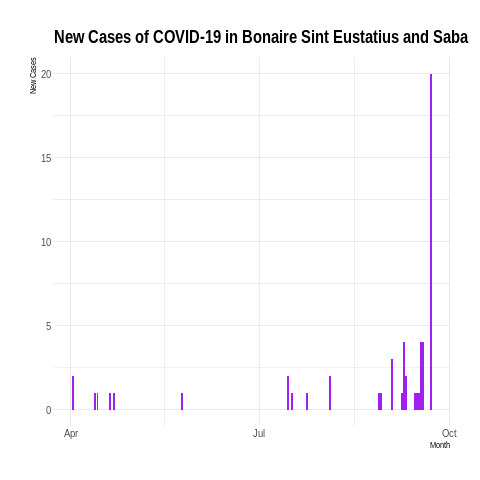 New Cases of COVID-19 in Bonaire Sint Eustatius and Saba
New Cases
20
15
10
5
0
Apr Jul Oct
Month